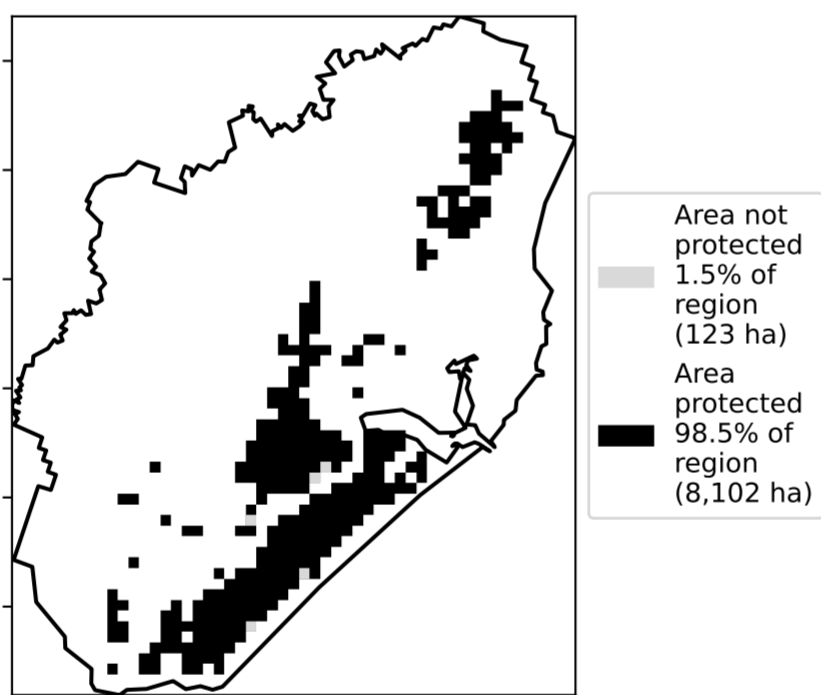 Area not
protected
1.5% of
region
(123 ha)
Area
protected
98.5% of
region
(8,102 ha)